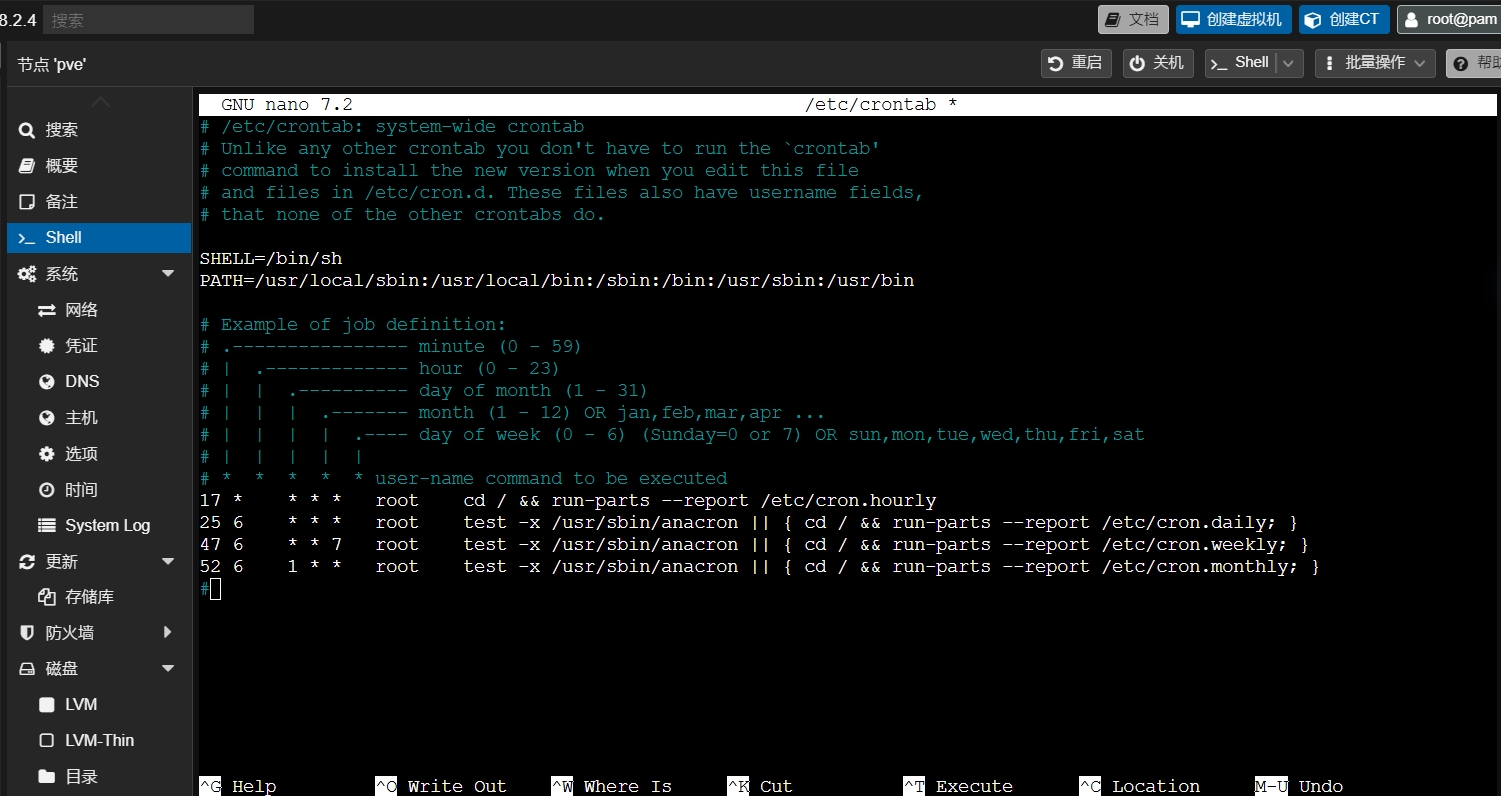 8.2.4 搜索 文档 创建虚拟机 创建CT root@pam
节点 'pve' 重启 关机 >_ Shell 批量操作 帮助
搜索
概要
备注
>_ Shell
系统
网络
凭证
DNS
主机
选项
时间
System Log
更新
存储库
防火墙
磁盘
LVM
LVM-Thin
目录
GNU nano 7.2 /etc/crontab *
# /etc/crontab: system-wide crontab
# Unlike any other crontab you don't have to run the `crontab'
# command to install the new version when you edit this file
# and files in /etc/cron.d. These files also have username fields,
# that none of the other crontabs do.
SHELL=/bin/sh
PATH=/usr/local/sbin:/usr/local/bin:/sbin:/bin:/usr/sbin:/usr/bin
# Example of job definition:
# .---------------- minute (0 - 59)
# |  .------------- hour (0 - 23)
# |  |  .---------- day of month (1 - 31)
# |  |  |  .------- month (1 - 12) OR jan,feb,mar,apr ...
# |  |  |  |  .---- day of week (0 - 6) (Sunday=0 or 7) OR sun,mon,tue,wed,thu,fri,sat
# |  |  |  |  |
# *  *  *  *  * user-name command to be executed
17 *    * * *   root    cd / && run-parts --report /etc/cron.hourly
25 6    * * *   root    test -x /usr/sbin/anacron || { cd / && run-parts --report /etc/cron.daily; }
47 6    * * 7   root    test -x /usr/sbin/anacron || { cd / && run-parts --report /etc/cron.weekly; }
52 6    1 * *   root    test -x /usr/sbin/anacron || { cd / && run-parts --report /etc/cron.monthly; }
#
^G Help ^O Write Out ^W Where Is ^K Cut ^T Execute ^C Location M-U Undo